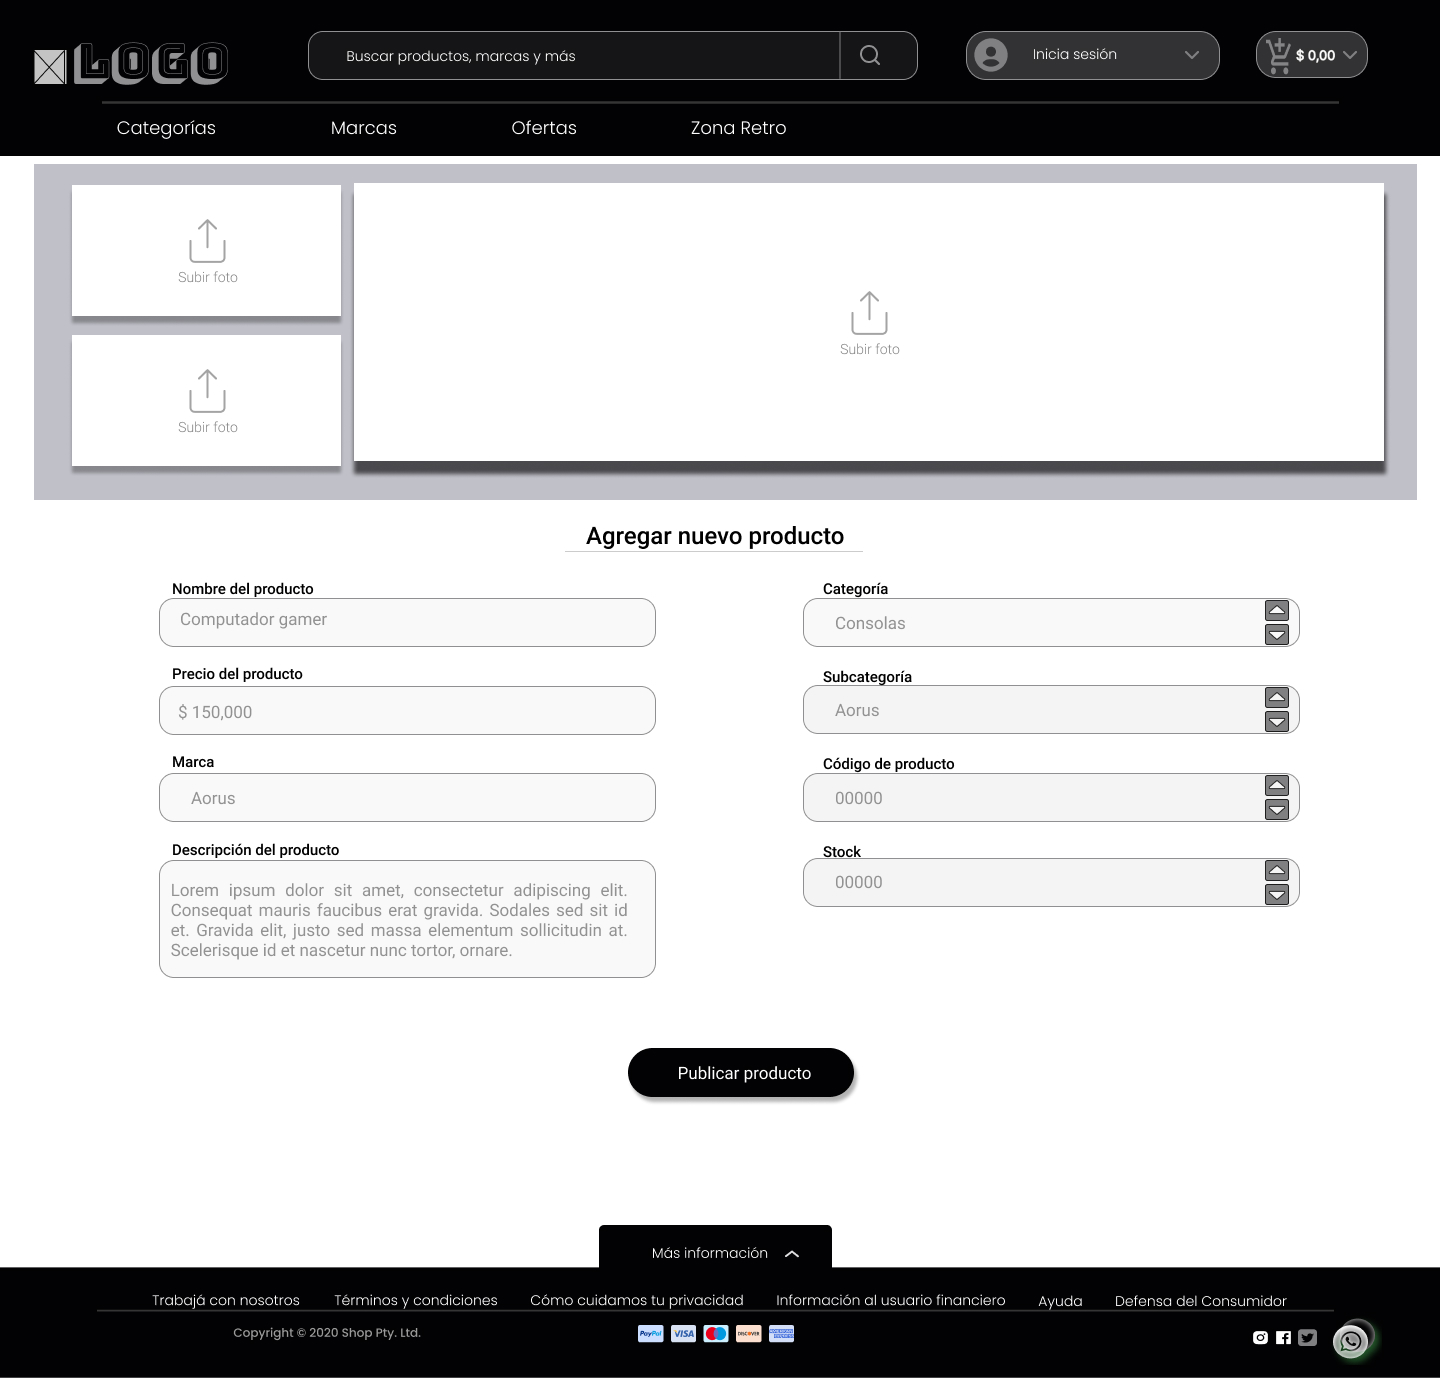 LOGO
Buscar productos, marcas y más
Inicia sesión
$ 0,00
Categorías
Marcas
Ofertas
Zona Retro
Subir foto
Subir foto
Subir foto
Agregar nuevo producto
Nombre del producto
Computador gamer
Precio del producto
$ 150,000
Marca
Aorus
Descripción del producto
Lorem ipsum dolor sit amet, consectetur adipiscing elit.
Consequat mauris faucibus erat gravida. Sodales sed sit id
et. Gravida elit, justo sed massa elementum sollicitudin at.
Scelerisque id et nascetur nunc tortor, ornare.
Categoría
Consolas
Subcategoría
Aorus
Código de producto
00000
Stock
00000
Publicar producto
Más información
Trabajá con nosotros
Términos y condiciones
Cómo cuidamos tu privacidad
Información al usuario financiero
Ayuda
Defensa del Consumidor
Copyright © 2020 Shop Pty. Ltd.
PayPal
VISA
DISCOVER
AMERICAN
EXPRESS